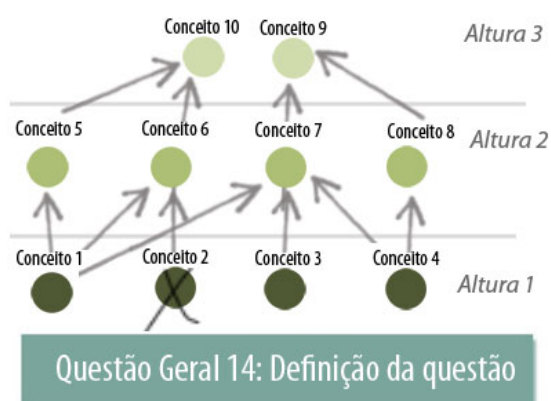 Conceito 10 Conceito 9 Altura 3
Conceito 5 Conceito 6 Conceito 7 Conceito 8 Altura 2
Conceito 1 Conceito 2 Conceito 3 Conceito 4 Altura 1
Questão Geral 14: Definição da questão